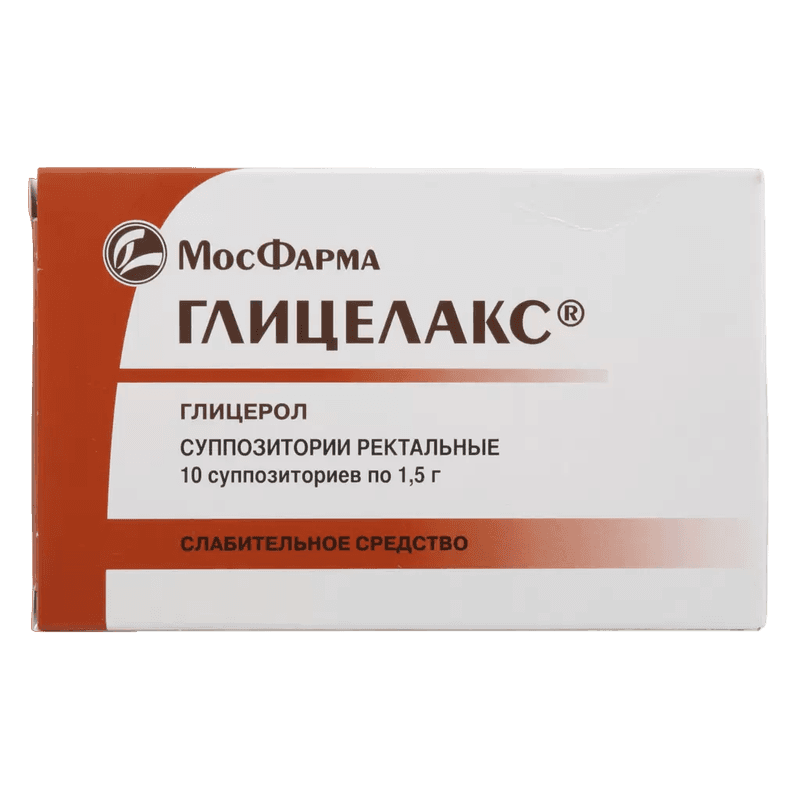 МосФарма
ГЛИЦЕЛАКС®
ГЛИЦЕРОЛ
СУППОЗИТОРИИ РЕКТАЛЬНЫЕ
10 суппозиториев по 1,5 г
СЛАБИТЕЛЬНОЕ СРЕДСТВО